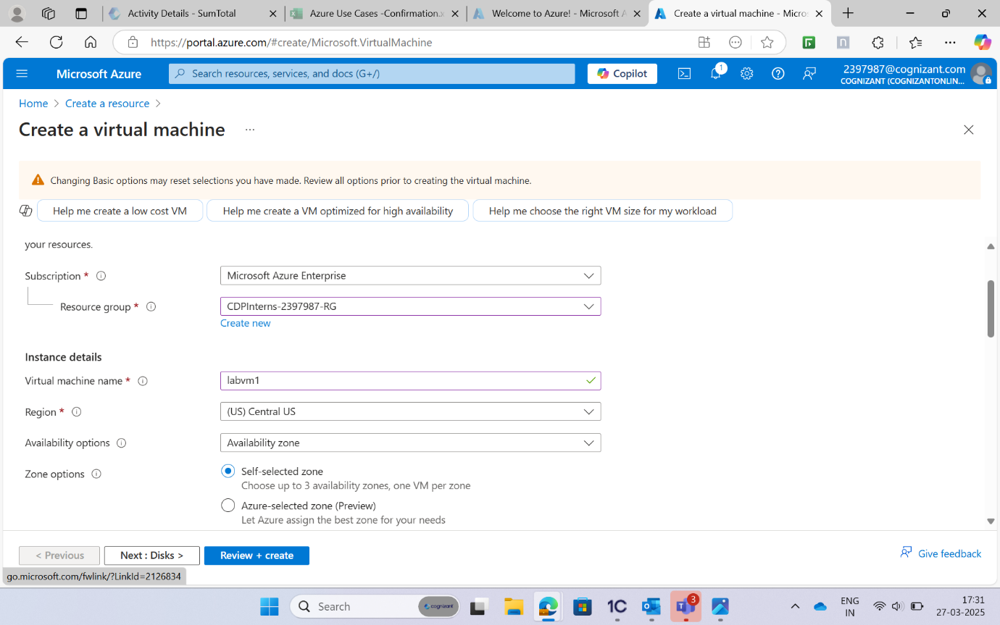 Activity Details - SumTotal
Azure Use Cases -Confirmation.x
Welcome to Azure! - Microsoft A
Create a virtual machine - Micros
https://portal.azure.com/#create/Microsoft.VirtualMachine
Microsoft Azure
Search resources, services, and docs (G+/)
Copilot
1
2397987@cognizant.com
COGNIZANT (COGNIZANTONLIN...
Home > Create a resource >
Create a virtual machine ...
Changing Basic options may reset selections you have made. Review all options prior to creating the virtual machine.
Help me create a low cost VM
Help me create a VM optimized for high availability
Help me choose the right VM size for my workload
your resources.
Subscription *
Microsoft Azure Enterprise
Resource group *
CDPInterns-2397987-RG
Create new
Instance details
Virtual machine name *
labvm1
Region *
(US) Central US
Availability options
Availability zone
Zone options
Self-selected zone
Choose up to 3 availability zones, one VM per zone
Azure-selected zone (Preview)
Let Azure assign the best zone for your needs
< Previous
Next : Disks >
Review + create
Give feedback
go.microsoft.com/fwlink/?LinkId=2126834
Search
cognizant
1C
3
ENG
IN
17:31
27-03-2025